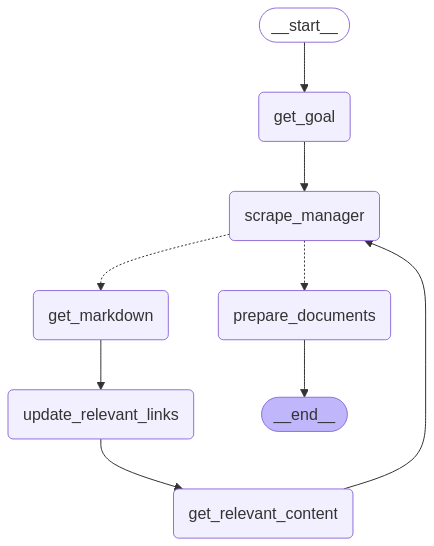 __start__
get_goal
scrape_manager
get_markdown
prepare_documents
update_relevant_links
__end__
get_relevant_content